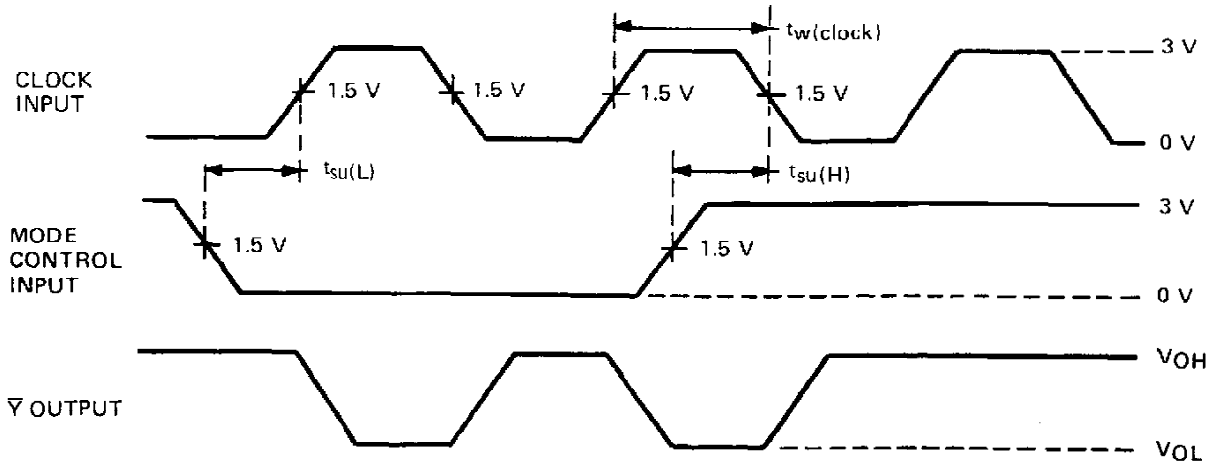 tw(clock)
3 V
CLOCK
INPUT
1.5 V
1.5 V
1.5 V
1.5 V
0 V
tsu(L)
tsu(H)
3 V
MODE
CONTROL
INPUT
1.5 V
1.5 V
0 V
VOH
Y̅ OUTPUT
VOL